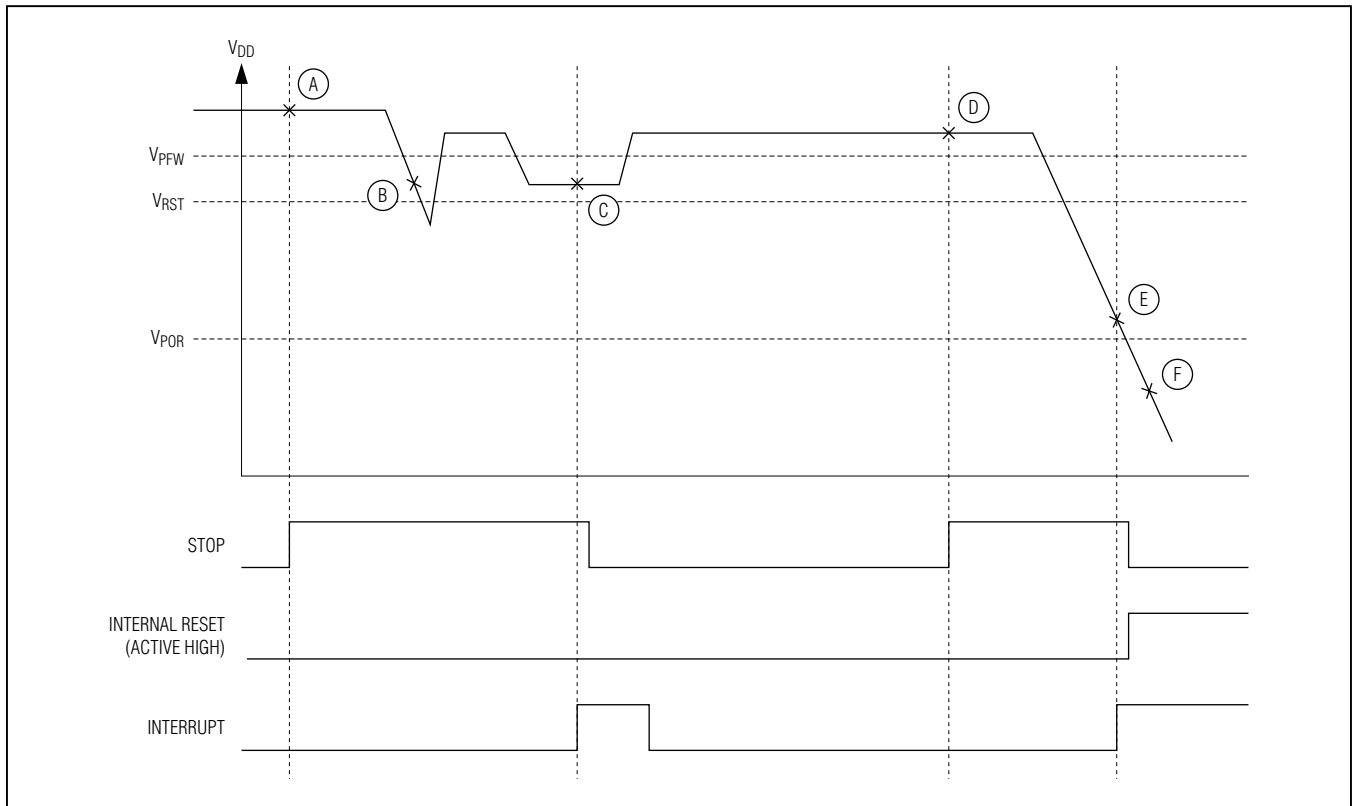 VDD
A
D
VPFW
B
VRST
C
E
VPOR
F
STOP
INTERNAL RESET
(ACTIVE HIGH)
INTERRUPT